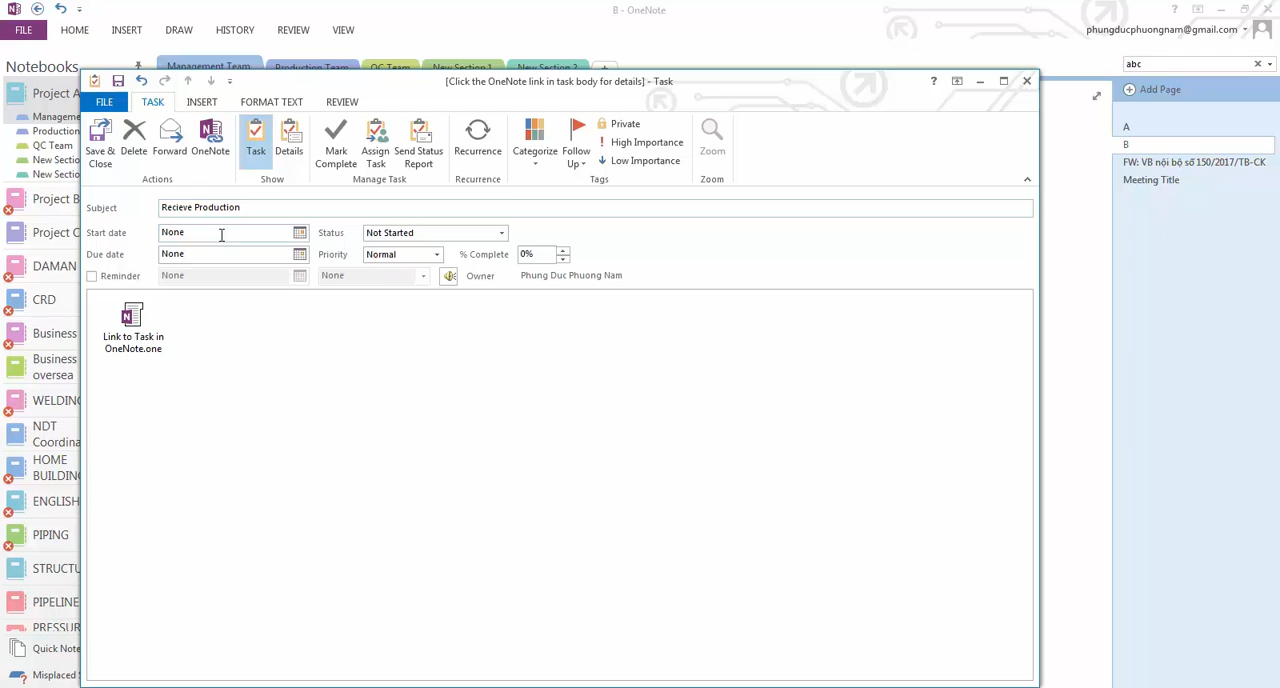 B - OneNote
FILE HOME INSERT DRAW HISTORY REVIEW VIEW
phungducphuongnam@gmail.com
Notebooks
Management Team Production Team QC Team New Section 1 New Section 2
abc
Add Page
A
B
FW: VB nội bộ số 150/2017/TB-CK
Meeting Title
Project A
Manageme
Production
QC Team
New Sectio
New Sectio
Project B
Project C
DAMAN
CRD
Business
Business
oversea
WELDING
NDT
Coordina
HOME
BUILDING
ENGLISH
PIPING
STRUCTU
PIPELINE
PRESSUR
Quick Note
Misplaced S
[Click the OneNote link in task body for details] - Task
FILE TASK INSERT FORMAT TEXT REVIEW
Save &
Close
Delete
Forward
OneNote
Actions
Task
Details
Show
Mark
Complete
Assign
Task
Send Status
Report
Manage Task
Recurrence
Recurrence
Categorize
Follow
Up
Private
High Importance
Low Importance
Tags
Zoom
Zoom
Subject Recieve Production
Start date None Status Not Started
Due date None Priority Normal % Complete 0%
Reminder None None Owner Phung Duc Phuong Nam
Link to Task in
OneNote.one